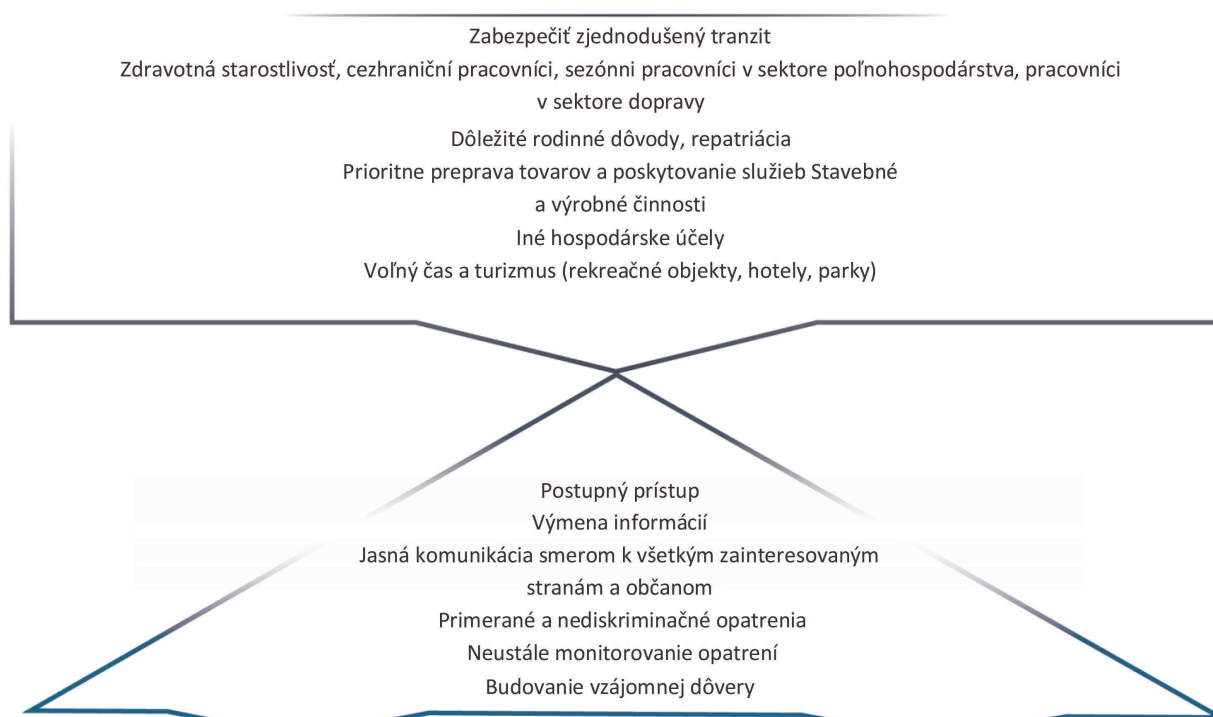 Zabezpečiť zjednodušený tranzit
Zdravotná starostlivosť, cezhraniční pracovníci, sezónni pracovníci v sektore poľnohospodárstva, pracovníci
v sektore dopravy
Dôležité rodinné dôvody, repatriácia
Prioritne preprava tovarov a poskytovanie služieb Stavebné
a výrobné činnosti
Iné hospodárske účely
Voľný čas a turizmus (rekreačné objekty, hotely, parky)
Postupný prístup
Výmena informácií
Jasná komunikácia smerom k všetkým zainteresovaným
stranám a občanom
Primerané a nediskriminačné opatrenia
Neustále monitorovanie opatrení
Budovanie vzájomnej dôvery